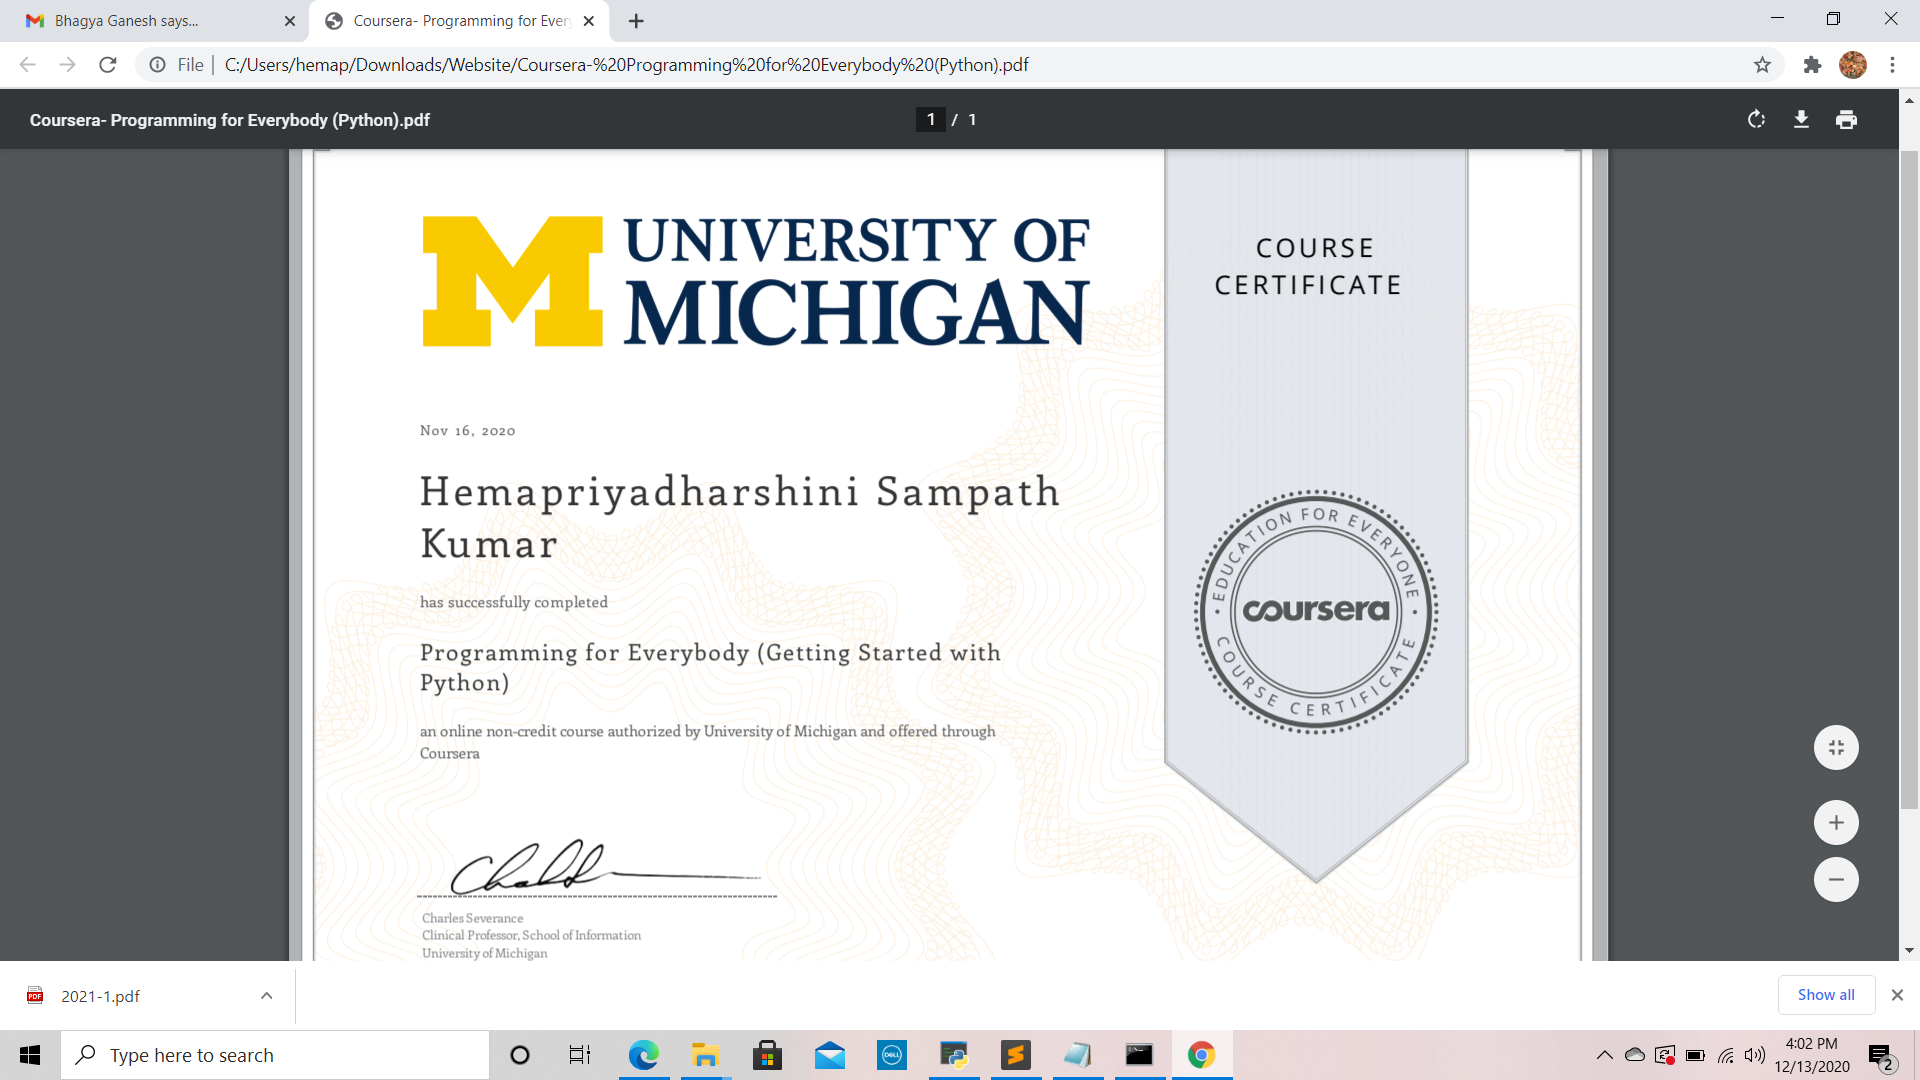 Bhagya Ganesh says...
Coursera- Programming for Every
File
C:/Users/hemap/Downloads/Website/Coursera-%20Programming%20for%20Everybody%20(Python).pdf
Coursera- Programming for Everybody (Python).pdf
1 / 1
UNIVERSITY OF
MICHIGAN
COURSE
CERTIFICATE
Nov 16, 2020
Hemapriyadharshini Sampath
Kumar
has successfully completed
Programming for Everybody (Getting Started with
Python)
an online non-credit course authorized by University of Michigan and offered through
Coursera
EDUCATION FOR EVERYONE
coursera
COURSE CERTIFICATE
Charles Severance
Clinical Professor, School of Information
University of Michigan
PDF
2021-1.pdf
Show all
Type here to search
DELL
4:02 PM
12/13/2020
2